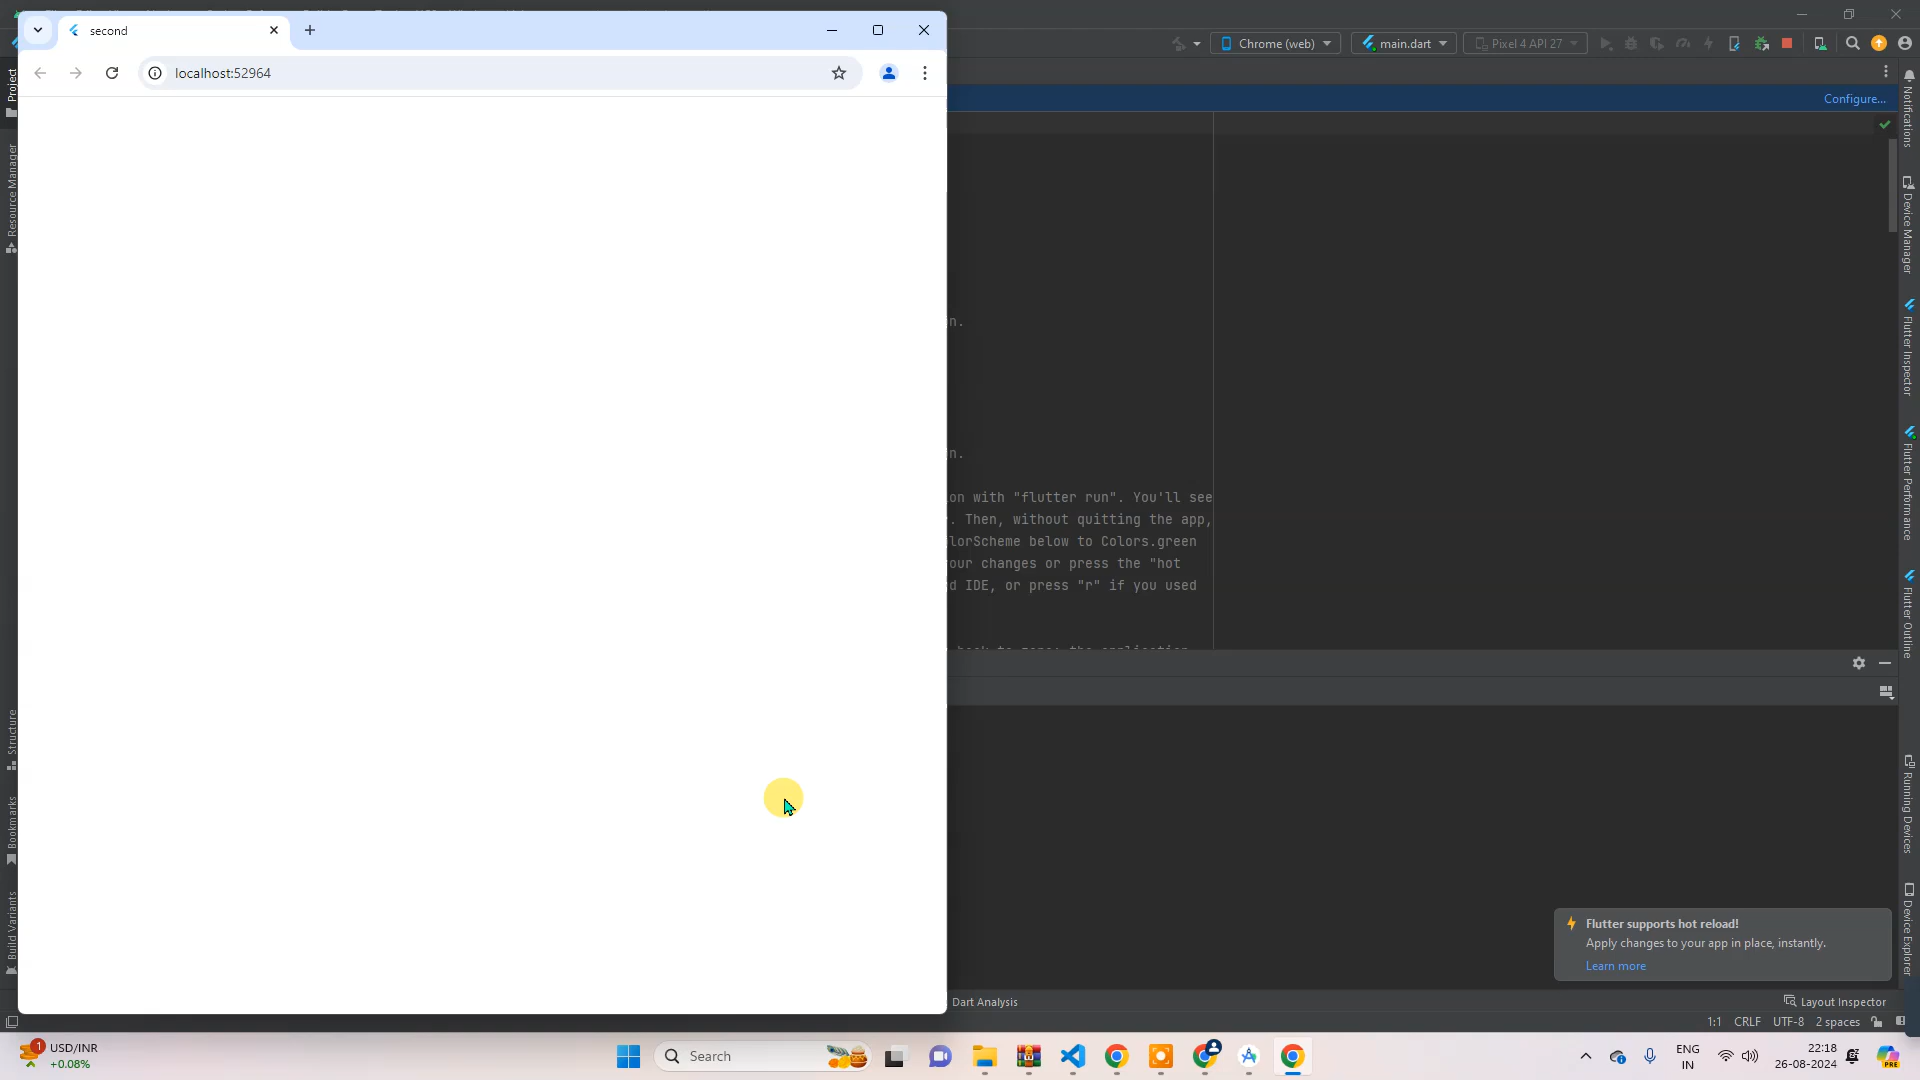 second
localhost:52964
Chrome (web)
main.dart
Pixel 4 API 27
Configure...
Project
Resource Manager
Structure
Bookmarks
Build Variants
Notifications
Device Manager
Flutter Inspector
Flutter Performance
Flutter Outline
Running Devices
Device Explorer
n.
n.
on with "flutter run". You'll see
. Then, without quitting the app,
lorScheme below to Colors.green
our changes or press the "hot
d IDE, or press "r" if you used
Flutter supports hot reload!
Apply changes to your app in place, instantly.
Learn more
Dart Analysis
Layout Inspector
1:1 CRLF UTF-8 2 spaces
1
USD/INR
+0.08%
Search
ENG
IN
22:18
26-08-2024
PRE